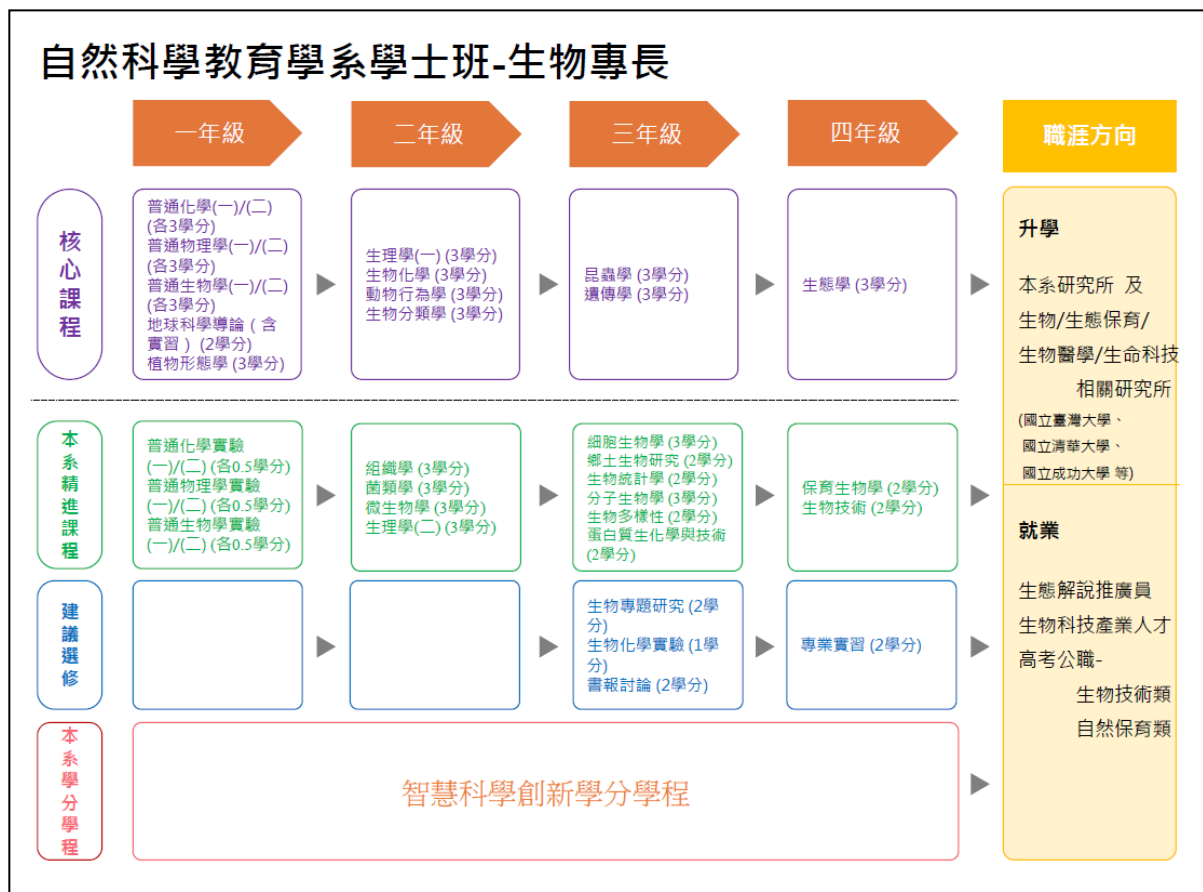 自然科學教育學系學士班-生物專長
一年級
二年級
三年級
四年級
職涯方向
核心課程
普通化學(一)/(二)
(各3學分)
普通物理學(一)/(二)
(各3學分)
普通生物學(一)/(二)
(各3學分)
地球科學導論（含
實習）(2學分)
植物形態學 (3學分)
生理學(一) (3學分)
生物化學 (3學分)
動物行為學 (3學分)
生物分類學 (3學分)
昆蟲學 (3學分)
遺傳學 (3學分)
生態學 (3學分)
本系精進課程
普通化學實驗
(一)/(二) (各0.5學分)
普通物理學實驗
(一)/(二) (各0.5學分)
普通生物學實驗
(一)/(二) (各0.5學分)
組織學 (3學分)
菌類學 (3學分)
微生物學 (3學分)
生理學(二) (3學分)
細胞生物學 (3學分)
鄉土生物研究 (2學分)
生物統計學 (2學分)
分子生物學 (3學分)
生物多樣性 (2學分)
蛋白質生化學與技術
(2學分)
保育生物學 (2學分)
生物技術 (2學分)
建議選修
生物專題研究 (2學
分)
生物化學實驗 (1學
分)
書報討論 (2學分)
專業實習 (2學分)
本系學分學程
智慧科學創新學分學程
升學
本系研究所 及
生物/生態保育/
生物醫學/生命科技
相關研究所
(國立臺灣大學、
國立清華大學、
國立成功大學 等)
就業
生態解說推廣員
生物科技產業人才
高考公職-
生物技術類
自然保育類